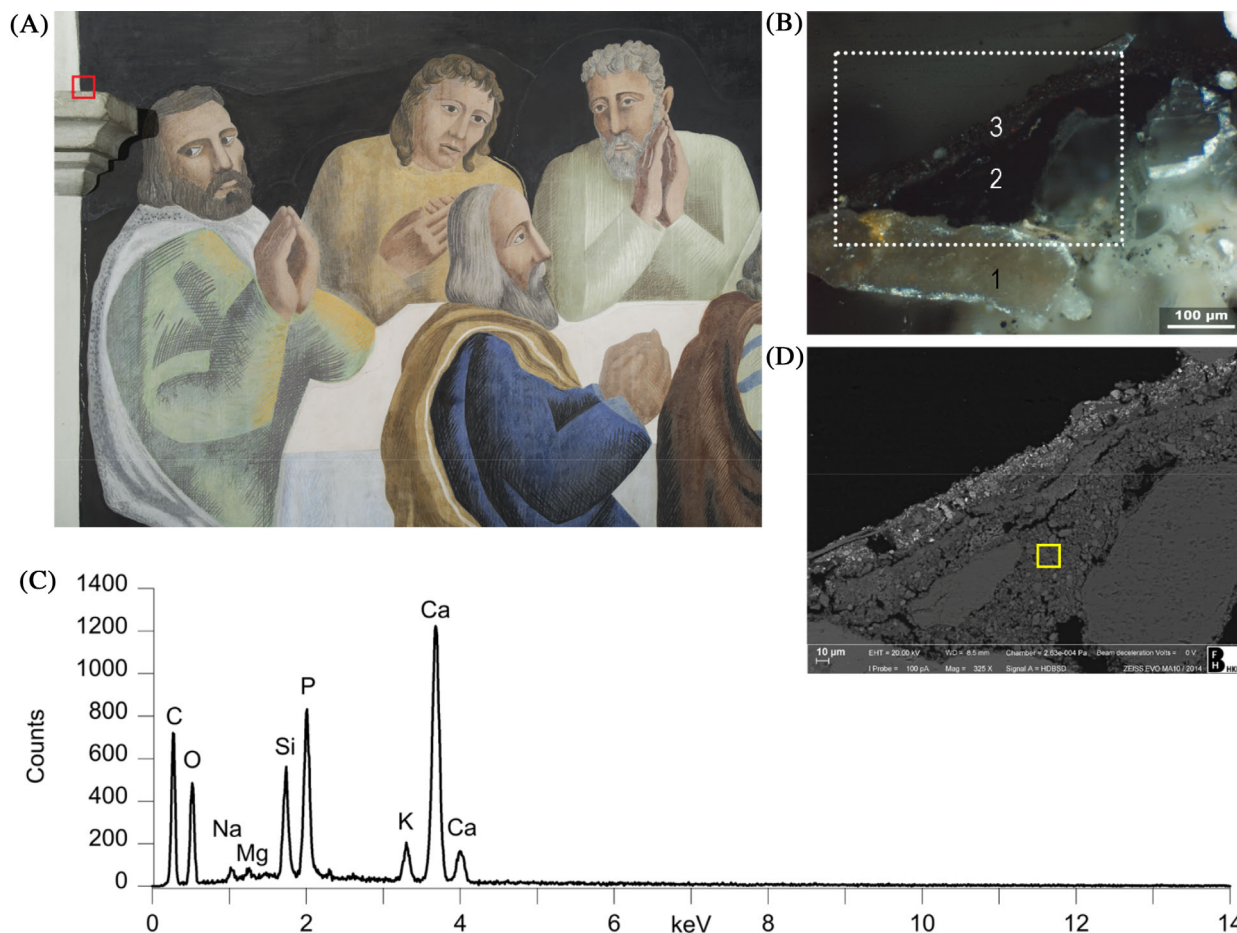 (A)
(B)
3
2
1
100 µm
(D)
10 µm
EHT = 20.00 kV
WD = 8.5 mm
Chamber = 2.63e-004 Pa
Beam deceleration Volts = 0 V
I Probe = 100 pA
Mag = 325 X
Signal A = HDBSD
ZEISS EVO MA10 / 2014
F
B
H
HKB
(C)
1400
1200
1000
800
600
400
200
0
Counts
C
O
Na
Mg
Si
P
K
Ca
Ca
0
2
4
keV
6
8
10
12
14